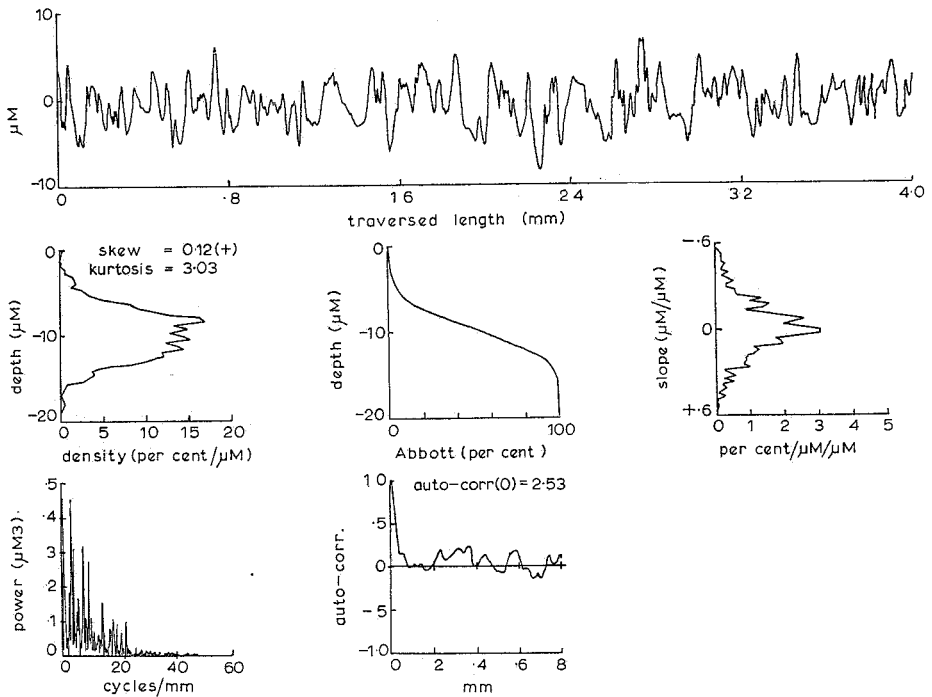 10
0
-10
μM
0 ·8 1·6 2·4 3·2 4·0
traversed length (mm)
skew = 0·12(+)
kurtosis = 3·03
0
-10
-20
depth (μM)
0 5 10 15 20
density (per cent/μM)
0
-10
-20
depth (μM)
0 100
Abbott (per cent)
-·6
0
+·6
slope (μM/μM)
0 1 2 3 4 5
per cent/μM/μM
·5
·4
·3
·2
·1
0
power (μM3)
0 20 40 60
cycles/mm
auto-corr(0) = 2·53
1·0
·5
0
-5
-1·0
auto-corr.
0 ·2 ·4 ·6 ·8
mm